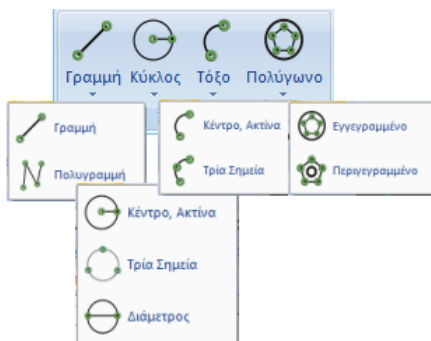 Γραμμή Κύκλος Τόξο Πολύγωνο
Γραμμή
Πολυγραμμή
Κέντρο, Ακτίνα
Τρία Σημεία
Εγγεγραμμένο
Περιγεγραμμένο
Κέντρο, Ακτίνα
Τρία Σημεία
Διάμετρος